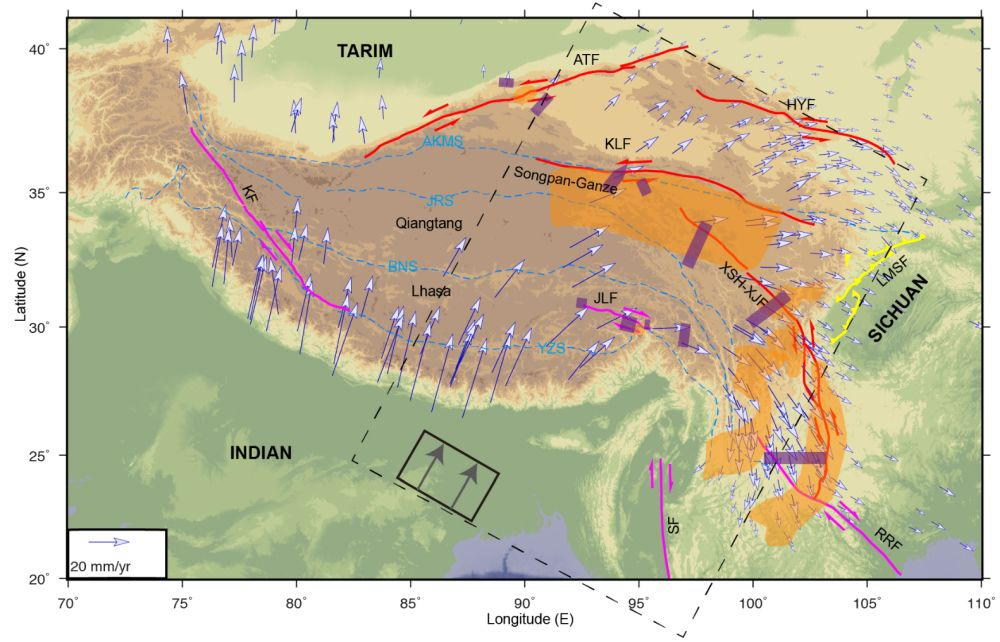 40°
35°
30°
25°
20°
Latitude (N)
TARIM
ATF
HYF
AKMS
KLF
Songpan-Ganze
KF
JRS
Qiangtang
BNS
XSH-XJF
LMSF
Lhasa
JLF
SICHUAN
YZS
INDIAN
SF
RRF
20 mm/yr
70°
75°
80°
85°
90°
95°
100°
105°
110°
Longitude (E)